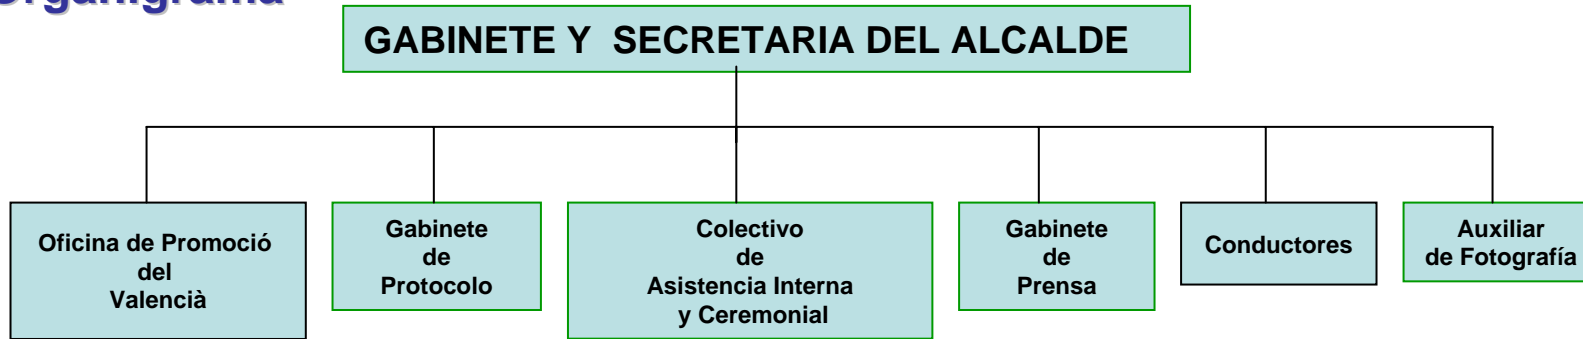 Organigrama
GABINETE Y SECRETARIA DEL ALCALDE
Oficina de Promoció
del
Valencià
Gabinete
de
Protocolo
Colectivo
de
Asistencia Interna
y Ceremonial
Gabinete
de
Prensa
Conductores
Auxiliar
de Fotografía